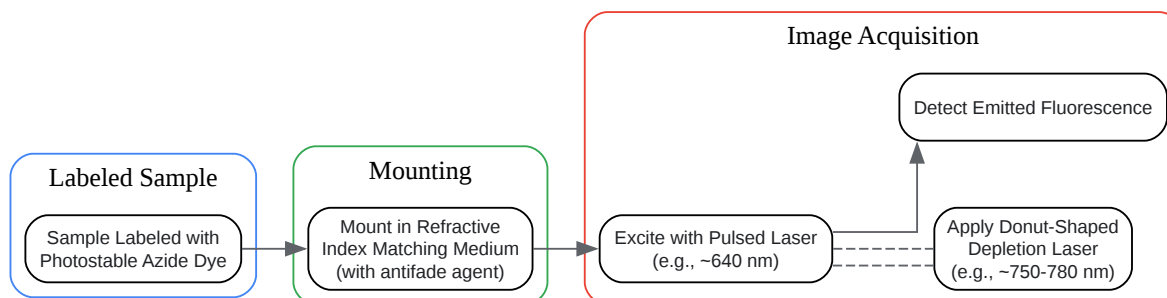 Image Acquisition
Detect Emitted Fluorescence
Labeled Sample
Mounting
Sample Labeled with
Photostable Azide Dye
Mount in Refractive
Index Matching Medium
(with antifade agent)
Excite with Pulsed Laser
(e.g., ~640 nm)
Apply Donut-Shaped
Depletion Laser
(e.g., ~750-780 nm)